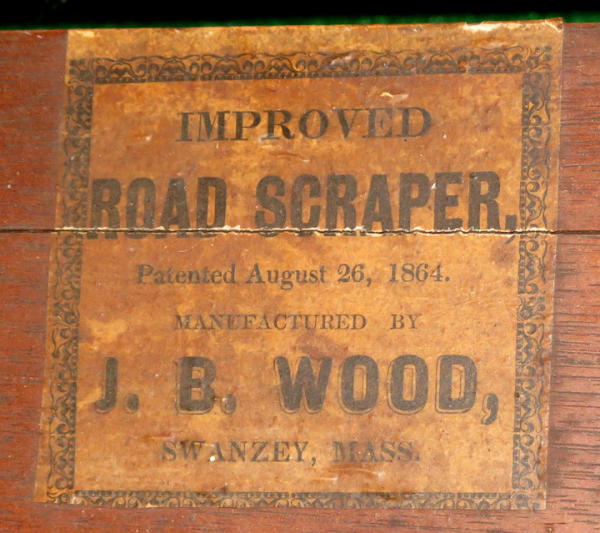 IMPROVED
ROAD SCRAPER,
Patented August 26, 1864.
MANUFACTURED BY
J. B. WOOD,
SWANZEY, MASS.